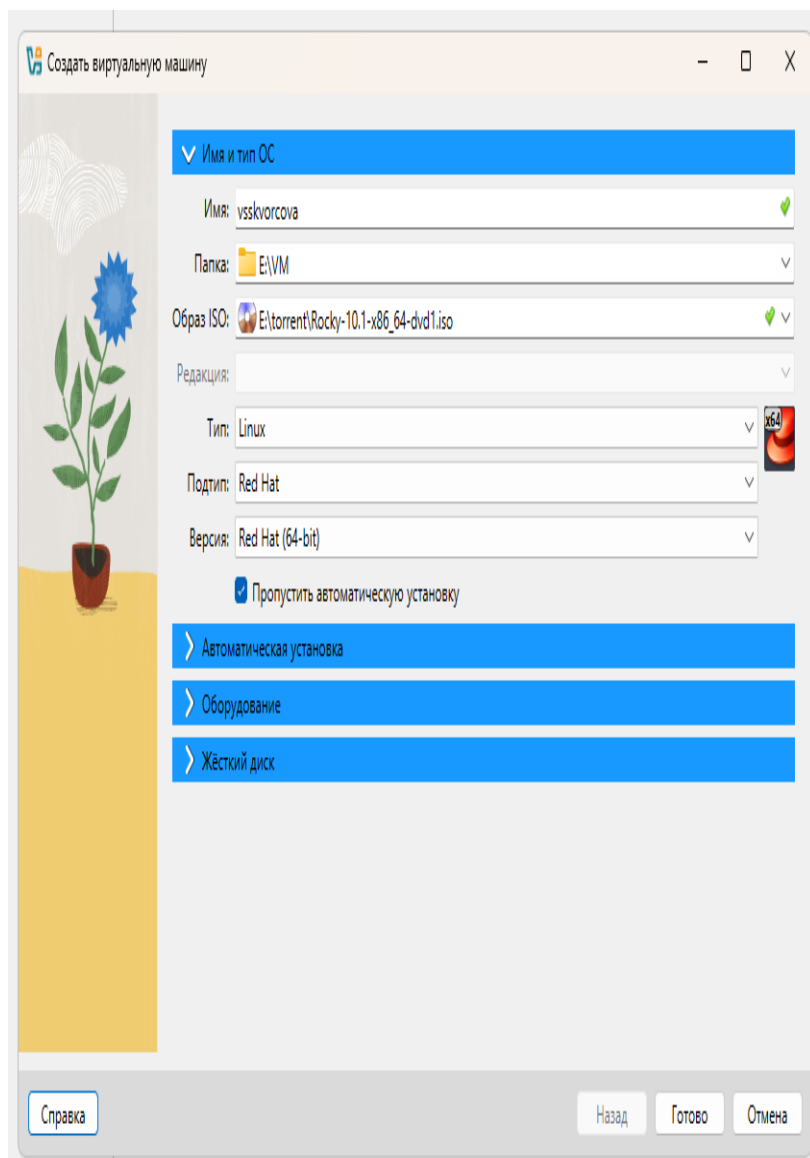 Создать виртуальную машину
Имя и тип ОС
Имя: vsskvorcova
Папка: E:\VM
Образ ISO: E:\torrent\Rocky-10.1-x86_64-dvd1.iso
Редакция:
Тип: Linux
x64
Подтип: Red Hat
Версия: Red Hat (64-bit)
Пропустить автоматическую установку
Автоматическая установка
Оборудование
Жёсткий диск
Справка Назад Готово Отмена